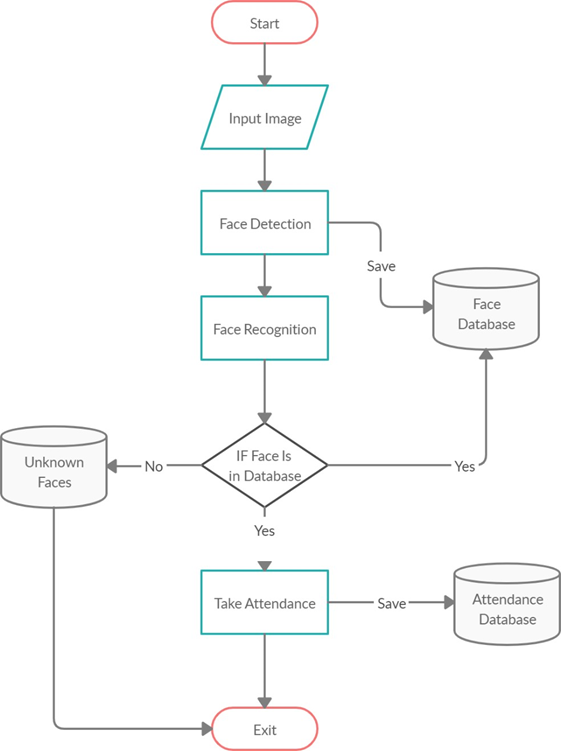 Start
Input Image
Face Detection
Save
Face
Database
Face Recognition
IF Face Is
in Database
Unknown
Faces
No
Yes
Yes
Take Attendance
Save
Attendance
Database
Exit